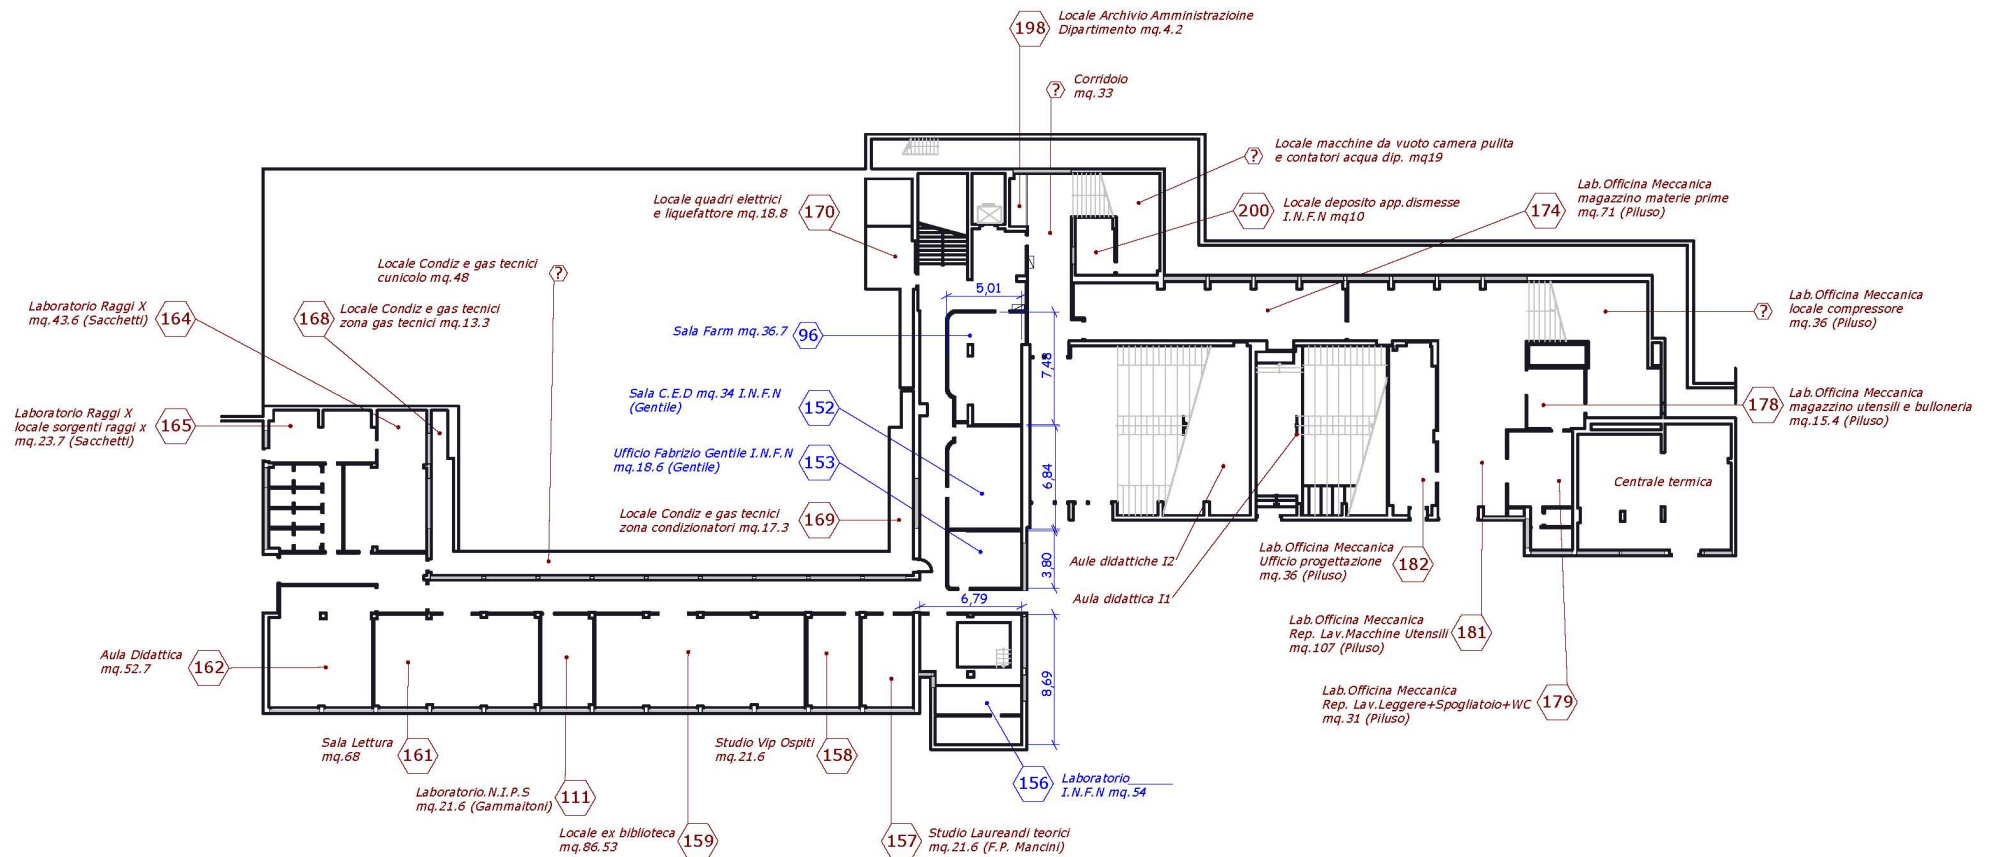 198
Locale Archivio Amministrazioine
Dipartimento mq.4.2
?
Corridoio
mq.33
?
Locale macchine da vuoto camera pulita
e contatori acqua dip. mq19
Locale quadri elettrici
e liquefattore mq.18.8
170
200
Locale deposito app.dismesse
I.N.F.N mq10
174
Lab.Officina Meccanica
magazzino materie prime
mq.71 (Piluso)
Locale Condiz e gas tecnici
cunicolo mq.48
?
Laboratorio Raggi X
mq.43.6 (Sacchetti)
164
168
Locale Condiz e gas tecnici
zona gas tecnici mq.13.3
5,01
Sala Farm mq.36.7
96
7,48
?
Lab.Officina Meccanica
locale compressore
mq.36 (Piluso)
Laboratorio Raggi X
locale sorgenti raggi x
mq.23.7 (Sacchetti)
165
Sala C.E.D mq.34 I.N.F.N
(Gentile)
152
178
Lab.Officina Meccanica
magazzino utensili e bulloneria
mq.15.4 (Piluso)
Ufficio Fabrizio Gentile I.N.F.N
mq.18.6 (Gentile)
153
6,84
Centrale termica
Locale Condiz e gas tecnici
zona condizionatori mq.17.3
169
3,80
Aule didattiche I2
Aula didattica I1
Lab.Officina Meccanica
Ufficio progettazione
mq.36 (Piluso)
182
6,79
Lab.Officina Meccanica
Rep. Lav.Macchine Utensili
mq.107 (Piluso)
181
Aula Didattica
mq.52.7
162
8,69
Lab.Officina Meccanica
Rep. Lav.Leggere+Spogliatoio+WC
mq.31 (Piluso)
179
Sala Lettura
mq.68
161
Studio Vip Ospiti
mq.21.6
158
156
Laboratorio
I.N.F.N mq.54
Laboratorio.N.I.P.S
mq.21.6 (Gammaitoni)
111
Locale ex biblioteca
mq.86.53
159
157
Studio Laureandi teorici
mq.21.6 (F.P. Mancini)